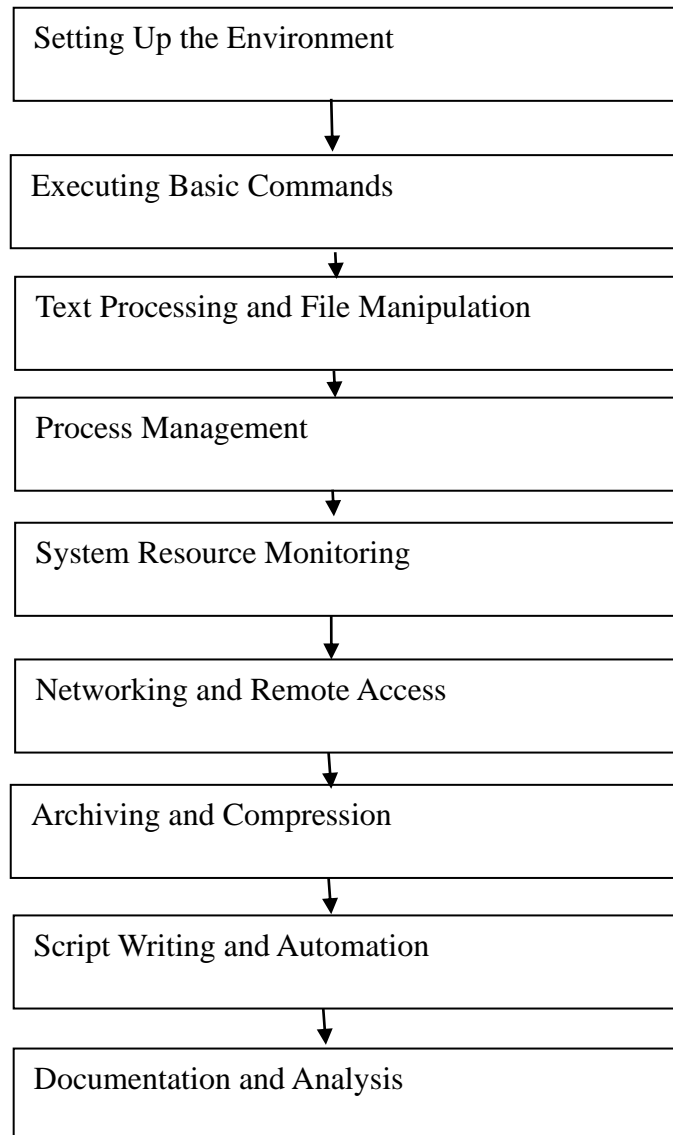 Setting Up the Environment
Executing Basic Commands
Text Processing and File Manipulation
Process Management
System Resource Monitoring
Networking and Remote Access
Archiving and Compression
Script Writing and Automation
Documentation and Analysis